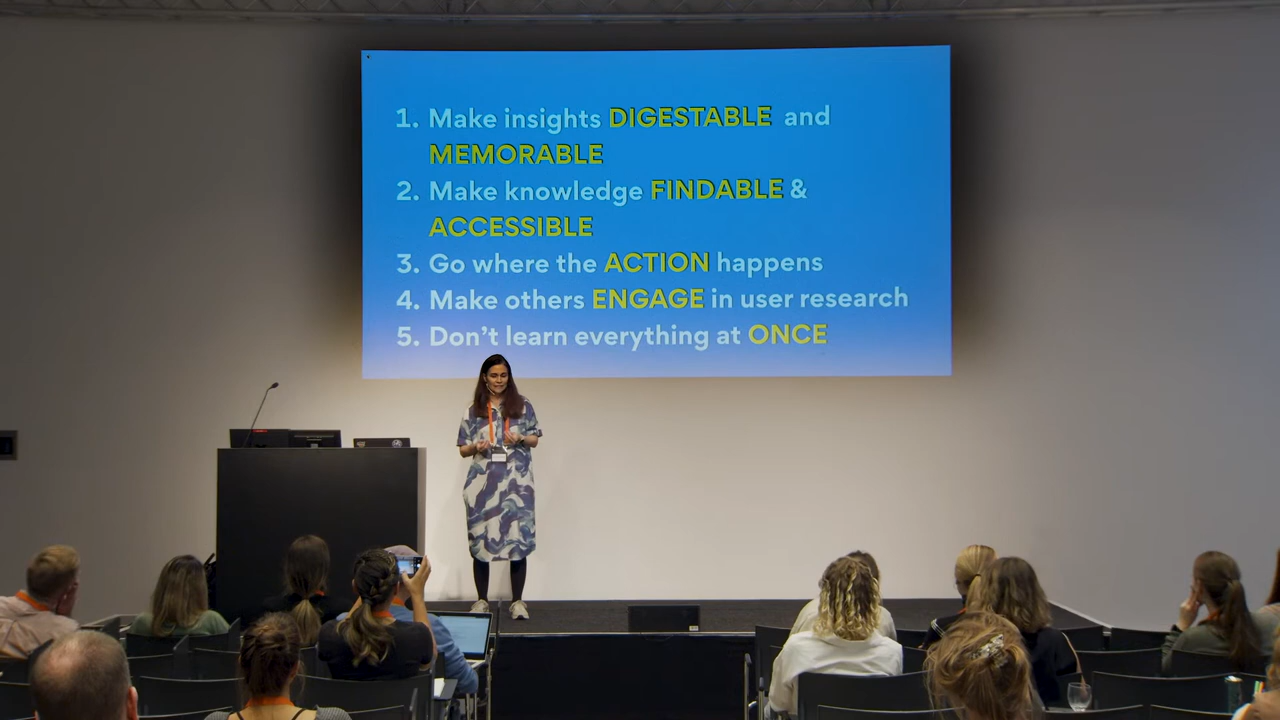 1. Make insights DIGESTABLE and
MEMORABLE
2. Make knowledge FINDABLE &
ACCESSIBLE
3. Go where the ACTION happens
4. Make others ENGAGE in user research
5. Don't learn everything at ONCE